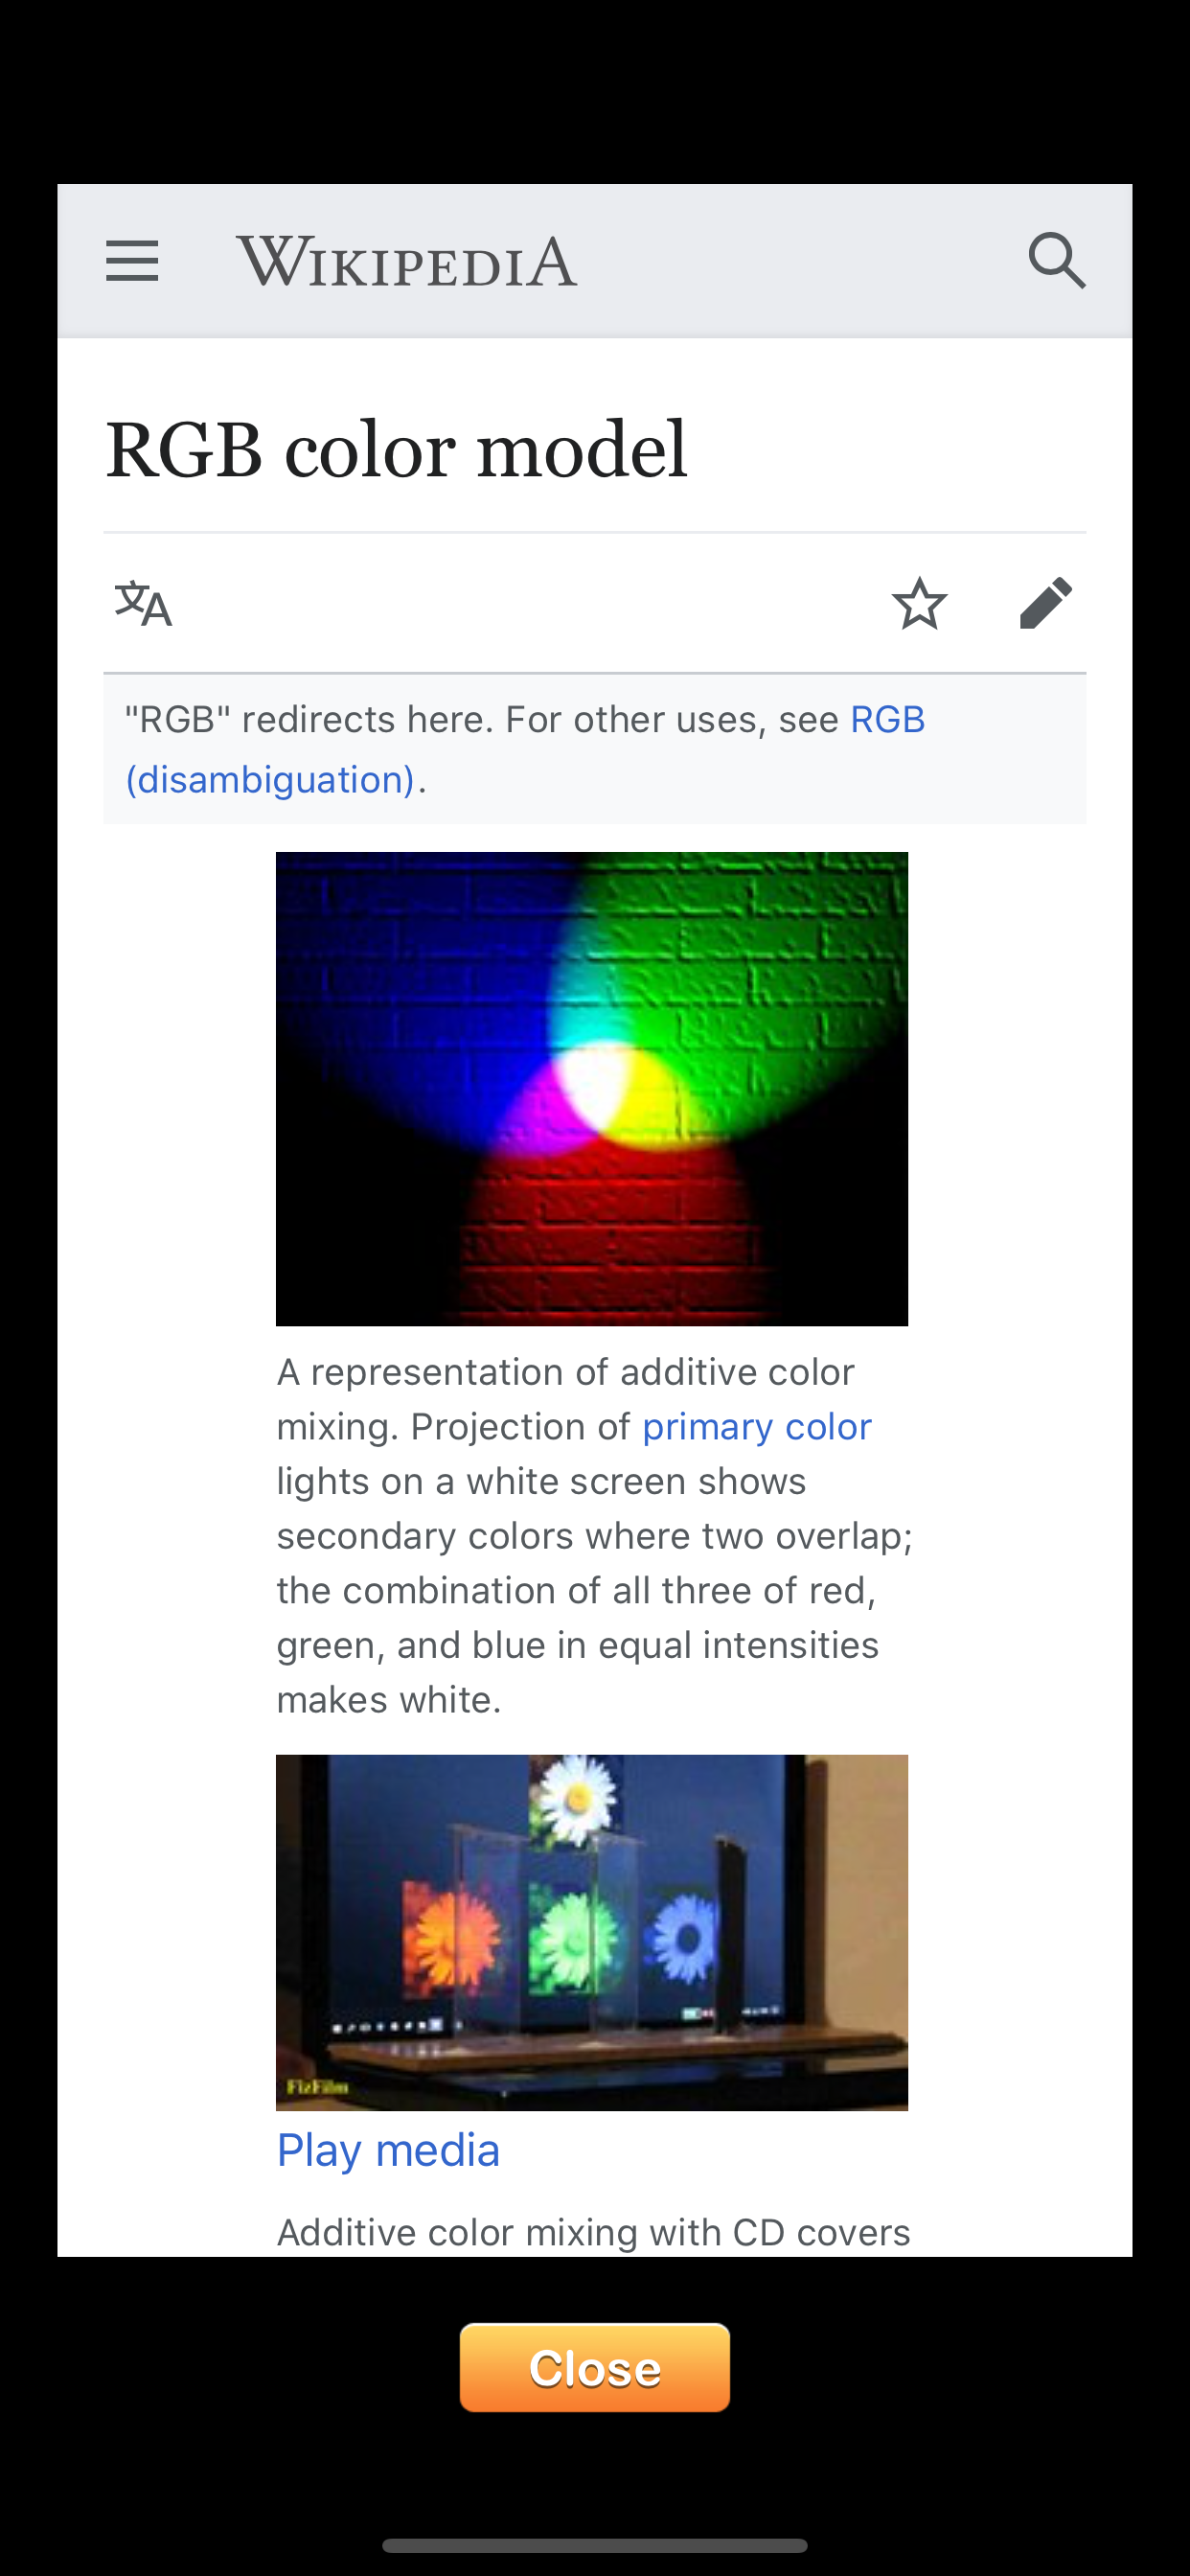 WIKIPEDIA
RGB color model
文A
"RGB" redirects here. For other uses, see RGB
(disambiguation).
A representation of additive color
mixing. Projection of primary color
lights on a white screen shows
secondary colors where two overlap;
the combination of all three of red,
green, and blue in equal intensities
makes white.
FizFilm
Play media
Additive color mixing with CD covers
Close